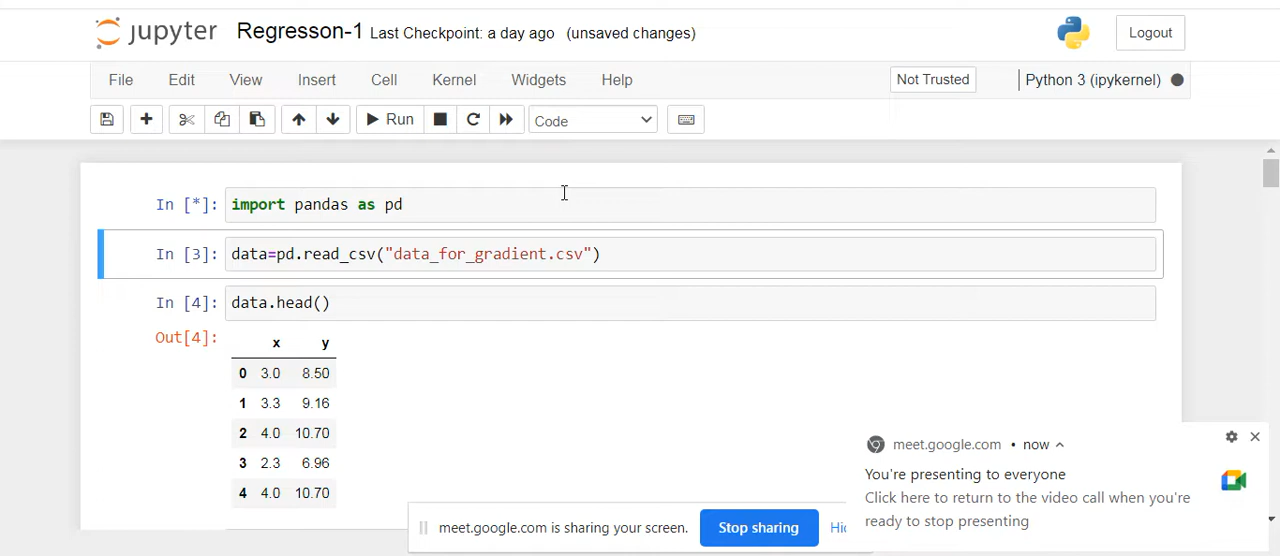 jupyter Regresson-1 Last Checkpoint: a day ago (unsaved changes) Logout
File Edit View Insert Cell Kernel Widgets Help Not Trusted Python 3 (ipykernel)
Run Code
In [*]: import pandas as pd
In [3]: data=pd.read_csv("data_for_gradient.csv")
In [4]: data.head()
Out[4]:
x y
0 3.0 8.50
1 3.3 9.16
2 4.0 10.70
3 2.3 6.96
4 4.0 10.70
meet.google.com • now
You're presenting to everyone
Click here to return to the video call when you're
ready to stop presenting
meet.google.com is sharing your screen. Stop sharing